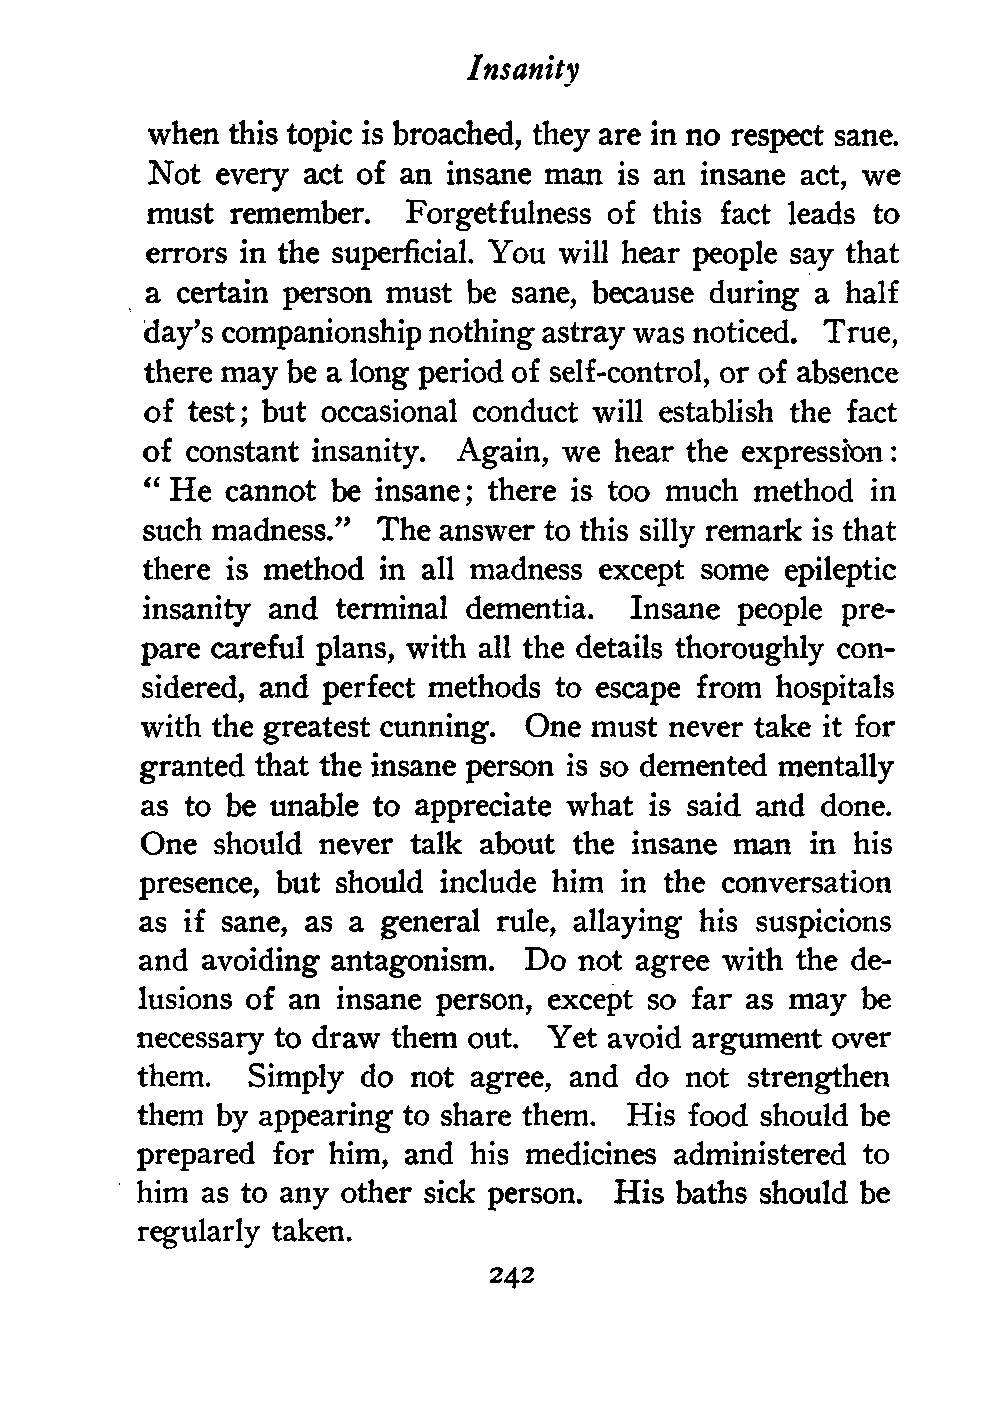 Insanity
when this topic is broached, they are in no respect sane.
Not every act of an insane man is an insane act, we
must remember. Forgetfulness of this fact leads to
errors in the superficial. You will hear people say that
a certain person must be sane, because during a half
day's companionship nothing astray was noticed. True,
there may be a long period of self-control, or of absence
of test; but occasional conduct will establish the fact
of constant insanity. Again, we hear the expression:
“ He cannot be insane; there is too much method in
such madness.” The answer to this silly remark is that
there is method in all madness except some epileptic
insanity and terminal dementia. Insane people pre-
pare careful plans, with all the details thoroughly con-
sidered, and perfect methods to escape from hospitals
with the greatest cunning. One must never take it for
granted that the insane person is so demented mentally
as to be unable to appreciate what is said and done.
One should never talk about the insane man in his
presence, but should include him in the conversation
as if sane, as a general rule, allaying his suspicions
and avoiding antagonism. Do not agree with the de-
lusions of an insane person, except so far as may be
necessary to draw them out. Yet avoid argument over
them. Simply do not agree, and do not strengthen
them by appearing to share them. His food should be
prepared for him, and his medicines administered to
him as to any other sick person. His baths should be
regularly taken.
242